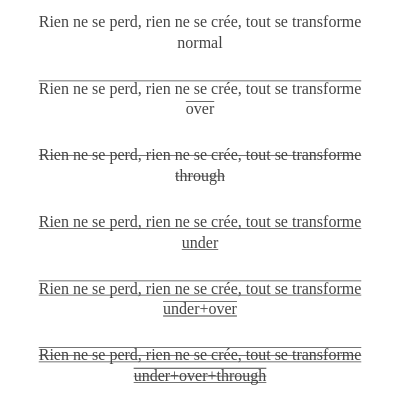 Rien ne se perd, rien ne se crée, tout se transforme
normal
Rien ne se perd, rien ne se crée, tout se transforme
over
Rien ne se perd, rien ne se crée, tout se transforme
through
Rien ne se perd, rien ne se crée, tout se transforme
under
Rien ne se perd, rien ne se crée, tout se transforme
under+over
Rien ne se perd, rien ne se crée, tout se transforme
under+over+through